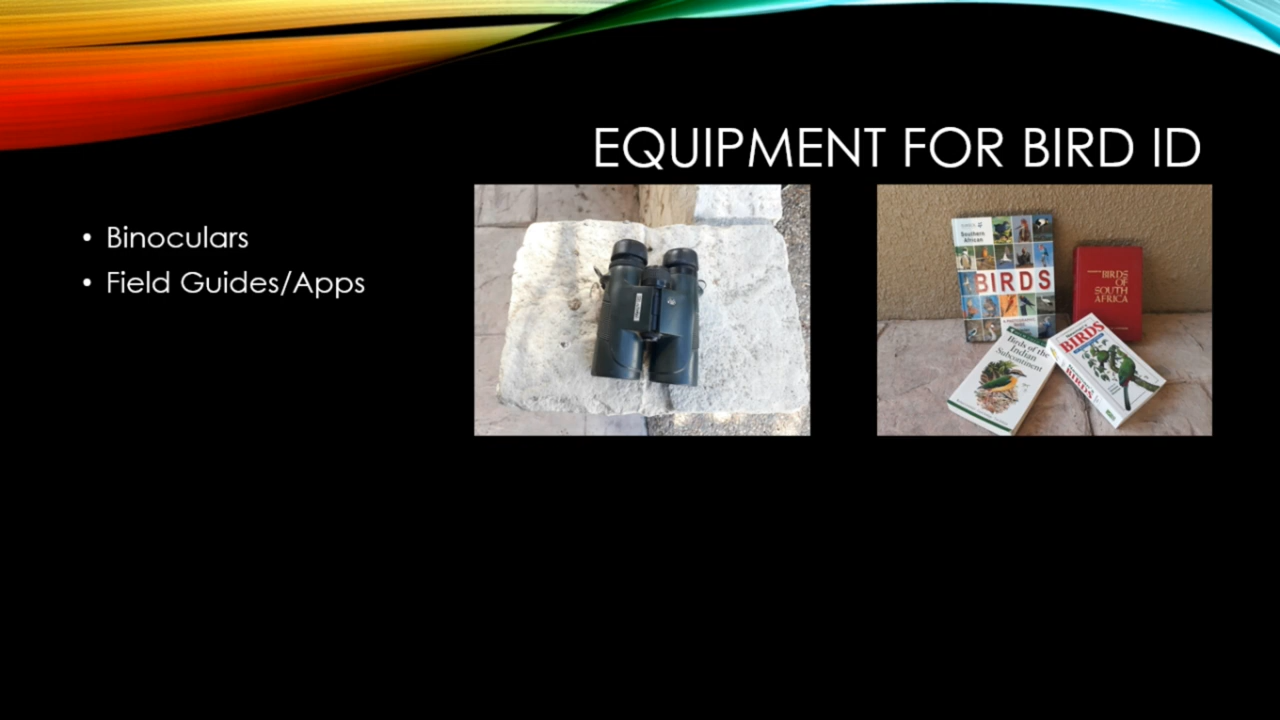 EQUIPMENT FOR BIRD ID
• Binoculars
• Field Guides/Apps
Southern
African
BIRDS
BIRDS
OF
SOUTH
AFRICA
Birds of the
Indian
Subcontinent
BIRDS
BIRDS